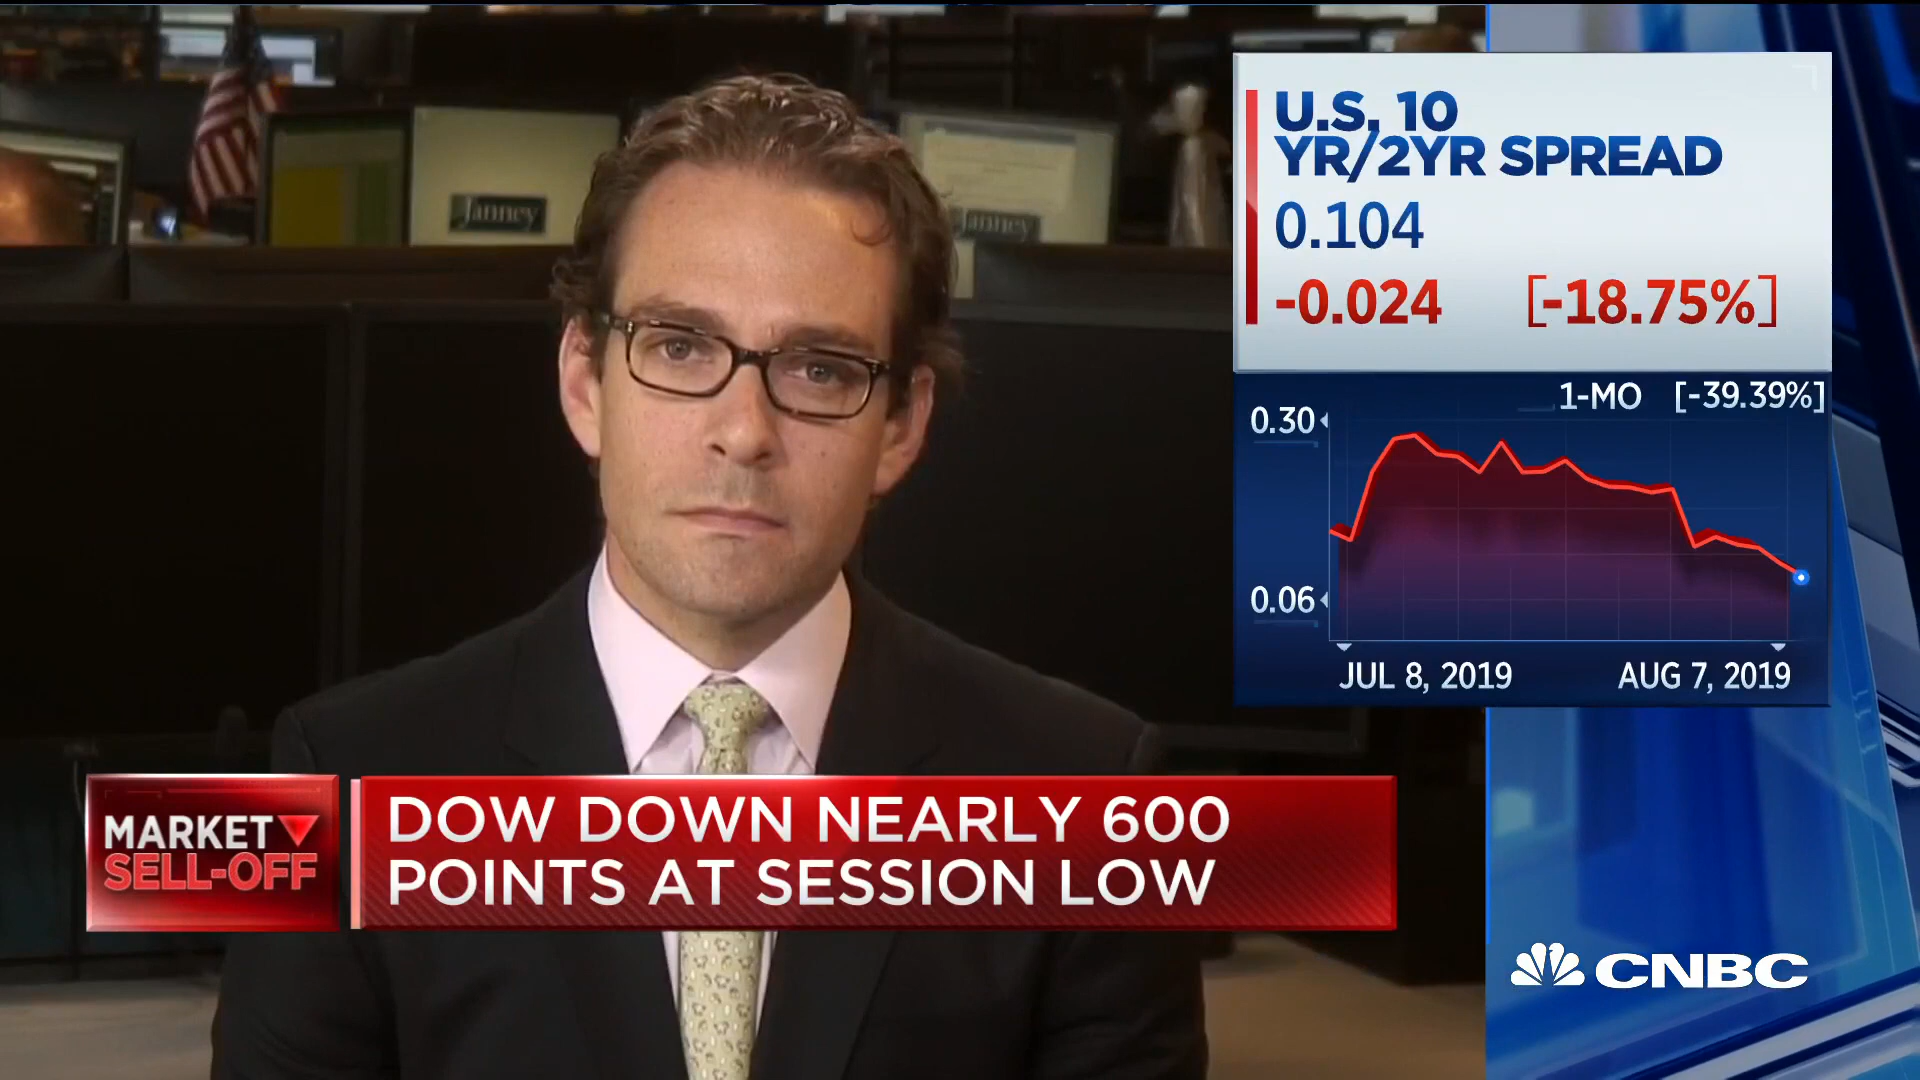 Janney
Janney
U.S. 10
YR/2YR SPREAD
0.104
-0.024 [-18.75%]
1-MO [-39.39%]
0.30
0.06
JUL 8, 2019 AUG 7, 2019
MARKET
SELL-OFF
DOW DOWN NEARLY 600
POINTS AT SESSION LOW
CNBC